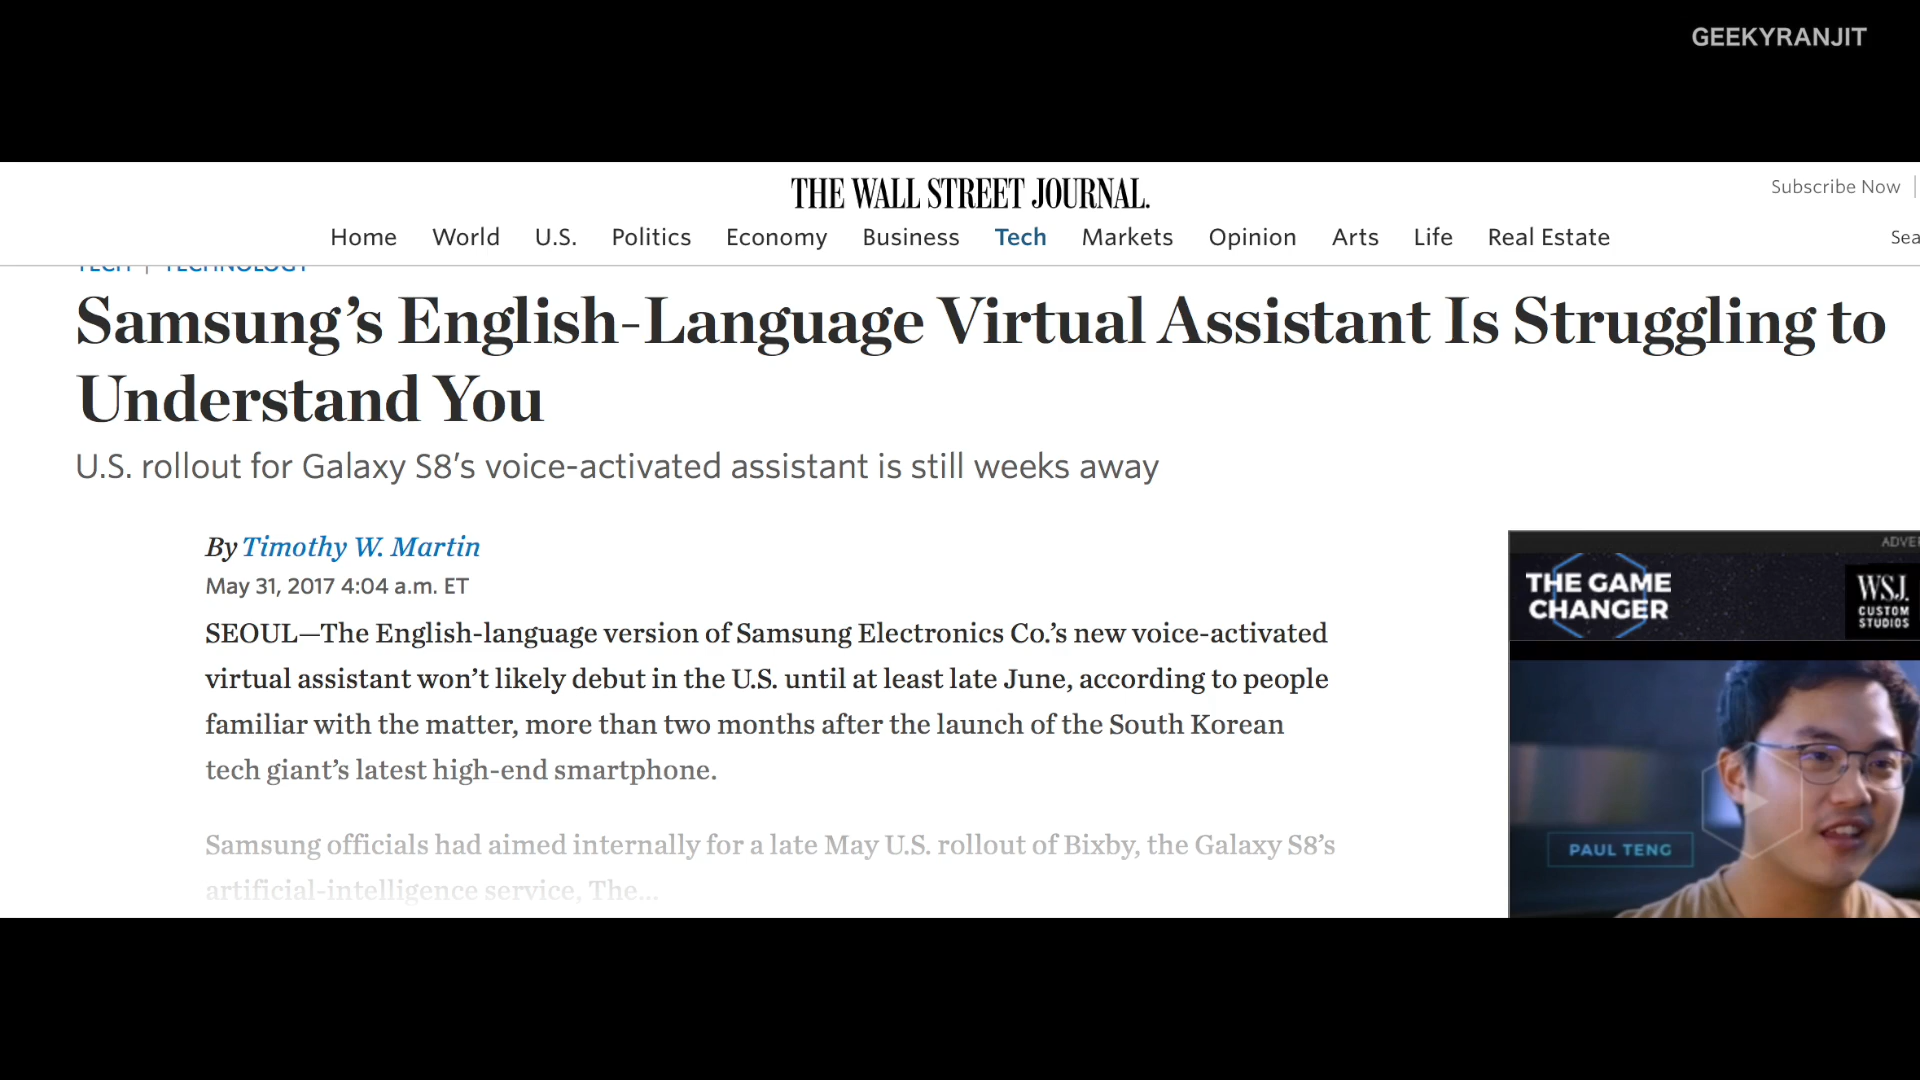 GEEKYRANJIT
THE WALL STREET JOURNAL.
Subscribe Now
Home World U.S. Politics Economy Business Tech Markets Opinion Arts Life Real Estate
TECH | TECHNOLOGY
Samsung’s English-Language Virtual Assistant Is Struggling to
Understand You
U.S. rollout for Galaxy S8’s voice-activated assistant is still weeks away
By Timothy W. Martin
May 31, 2017 4:04 a.m. ET
SEOUL—The English-language version of Samsung Electronics Co.’s new voice-activated
virtual assistant won’t likely debut in the U.S. until at least late June, according to people
familiar with the matter, more than two months after the launch of the South Korean
tech giant’s latest high-end smartphone.
Samsung officials had aimed internally for a late May U.S. rollout of Bixby, the Galaxy S8’s
artificial-intelligence service, The...
THE GAME
CHANGER
WSJ.
CUSTOM
STUDIOS
PAUL TENG